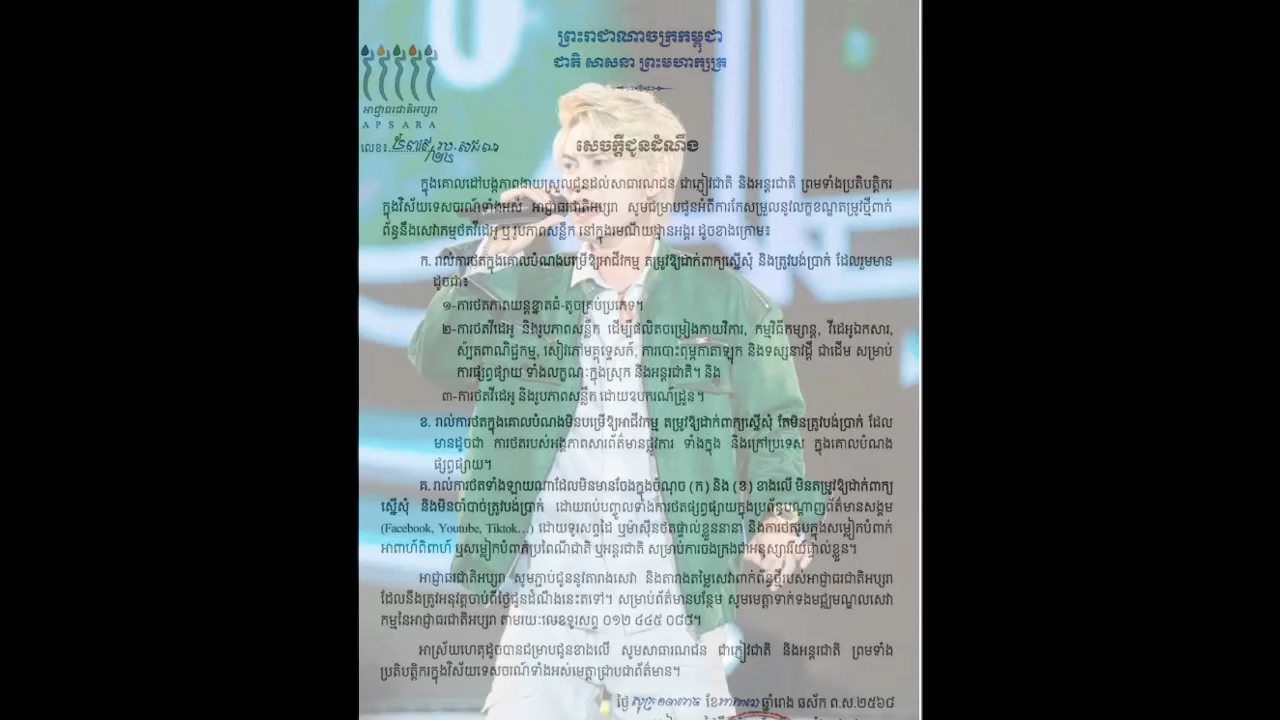 ព្រះរាជាណាចក្រកម្ពុជា
ជាតិ សាសនា ព្រះមហាក្សត្រ
អាជ្ញាធរជាតិអប្សរា
APSARA
លេខ៖
សេចក្តីជូនដំណឹង
ក្នុងគោលដៅបង្កភាពងាយស្រួលជូនដល់សាធារណជន ជាភ្ញៀវជាតិ និងអន្តរជាតិ ព្រមទាំងប្រតិបត្តិករ
ក្នុងវិស័យទេសចរណ៍ទាំងអស់ អាជ្ញាធរជាតិអប្សរា សូមជម្រាបជូនអំពីការកែសម្រួលនូវលក្ខខណ្ឌតម្រូវថ្មីពាក់
ព័ន្ធនឹងសេវាកម្មថតវីដេអូ ឬ រូបភាពសន្លឹក នៅក្នុងរមណីយដ្ឋានអង្គរ ដូចខាងក្រោម៖
ក. រាល់ការថតក្នុងគោលបំណងបម្រើឱ្យអាជីវកម្ម តម្រូវឱ្យដាក់ពាក្យស្នើសុំ និងត្រូវបង់ប្រាក់ ដែលរួមមាន
ដូចជា៖
១-ការថតភាពយន្តខ្នាតធំ-តូចគ្រប់ប្រភេទ។
២-ការថតវីដេអូ និងរូបភាពសន្លឹក ដើម្បីផលិតចម្រៀងកាយវិការ, កម្មវិធីកម្សាន្ត, វីដេអូឯកសារ,
ស្ប៉តពាណិជ្ជកម្ម, សៀវភៅមគ្គុទ្ទេសក៍, ការបោះពុម្ពកាតាឡុក និងទស្សនាវដ្តី ជាដើម សម្រាប់
ការផ្សព្វផ្សាយ ទាំងលក្ខណៈក្នុងស្រុក និងអន្តរជាតិ។ និង
៣-ការថតវីដេអូ និងរូបភាពសន្លឹក ដោយឧបករណ៍ដ្រូន។
ខ. រាល់ការថតក្នុងគោលបំណងមិនបម្រើឱ្យអាជីវកម្ម តម្រូវឱ្យដាក់ពាក្យស្នើសុំ តែមិនត្រូវបង់ប្រាក់ ដែល
មានដូចជា ការថតរបស់អង្គភាពសារព័ត៌មានផ្លូវការ ទាំងក្នុង និងក្រៅប្រទេស ក្នុងគោលបំណង
ផ្សព្វផ្សាយ។
គ. រាល់ការថតទាំងឡាយណាដែលមិនមានចែងក្នុងចំណុច (ក) និង (ខ) ខាងលើ មិនតម្រូវឱ្យដាក់ពាក្យ
ស្នើសុំ និងមិនចាំបាច់ត្រូវបង់ប្រាក់ ដោយរាប់បញ្ចូលទាំងការថតផ្សព្វផ្សាយក្នុងប្រព័ន្ធបណ្តាញព័ត៌មានសង្គម
(Facebook, Youtube, Tiktok...) ដោយទូរសព្ទដៃ ឬម៉ាស៊ីនថតផ្ទាល់ខ្លួននានា និងការថតរូបក្នុងសម្លៀកបំពាក់
អាពាហ៍ពិពាហ៍ ឬសម្លៀកបំពាក់ប្រពៃណីជាតិ ឬអន្តរជាតិ សម្រាប់ការចងក្រងជាអនុស្សាវរីយ៍ផ្ទាល់ខ្លួន។
អាជ្ញាធរជាតិអប្សរា សូមភ្ជាប់ជូននូវតារាងសេវា និងតារាងតម្លៃសេវាពាក់ព័ន្ធថ្មីរបស់អាជ្ញាធរជាតិអប្សរា
ដែលនឹងត្រូវអនុវត្តចាប់ពីថ្ងៃជូនដំណឹងនេះតទៅ។ សម្រាប់ព័ត៌មានបន្ថែម សូមមេត្តាទាក់ទងមជ្ឈមណ្ឌលសេវា
កម្មនៃអាជ្ញាធរជាតិអប្សរា តាមរយៈលេខទូរសព្ទ ០១២ ៤៤៥ ០៨៨។
អាស្រ័យហេតុដូចបានជម្រាបជូនខាងលើ សូមសាធារណជន ជាភ្ញៀវជាតិ និងអន្តរជាតិ ព្រមទាំង
ប្រតិបត្តិករក្នុងវិស័យទេសចរណ៍ទាំងអស់មេត្តាជ្រាបជាព័ត៌មាន។
ថ្ងៃ ខែ ឆ្នាំរោង ឆស័ក ព.ស.២៥៦៨